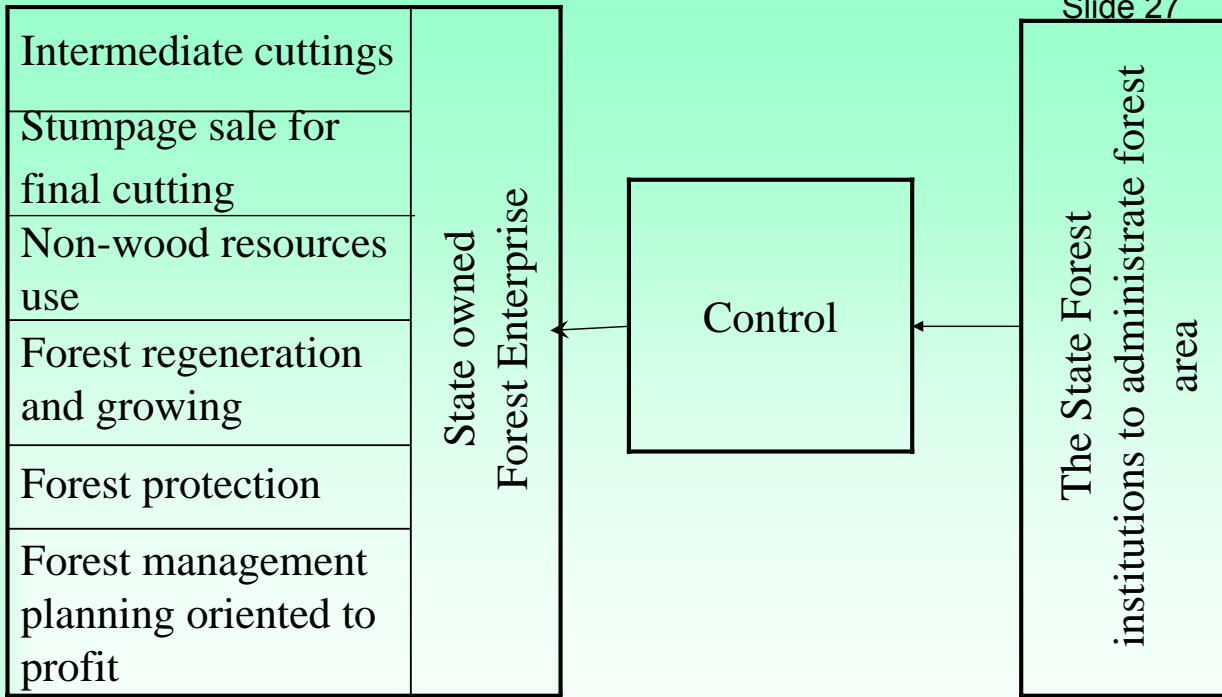 Slide 27
Intermediate cuttings
Stumpage sale for
final cutting
Non-wood resources
use
Forest regeneration
and growing
Forest protection
Forest management
planning oriented to
profit
State owned
Forest Enterprise
Control
The State Forest
institutions to administrate forest
area